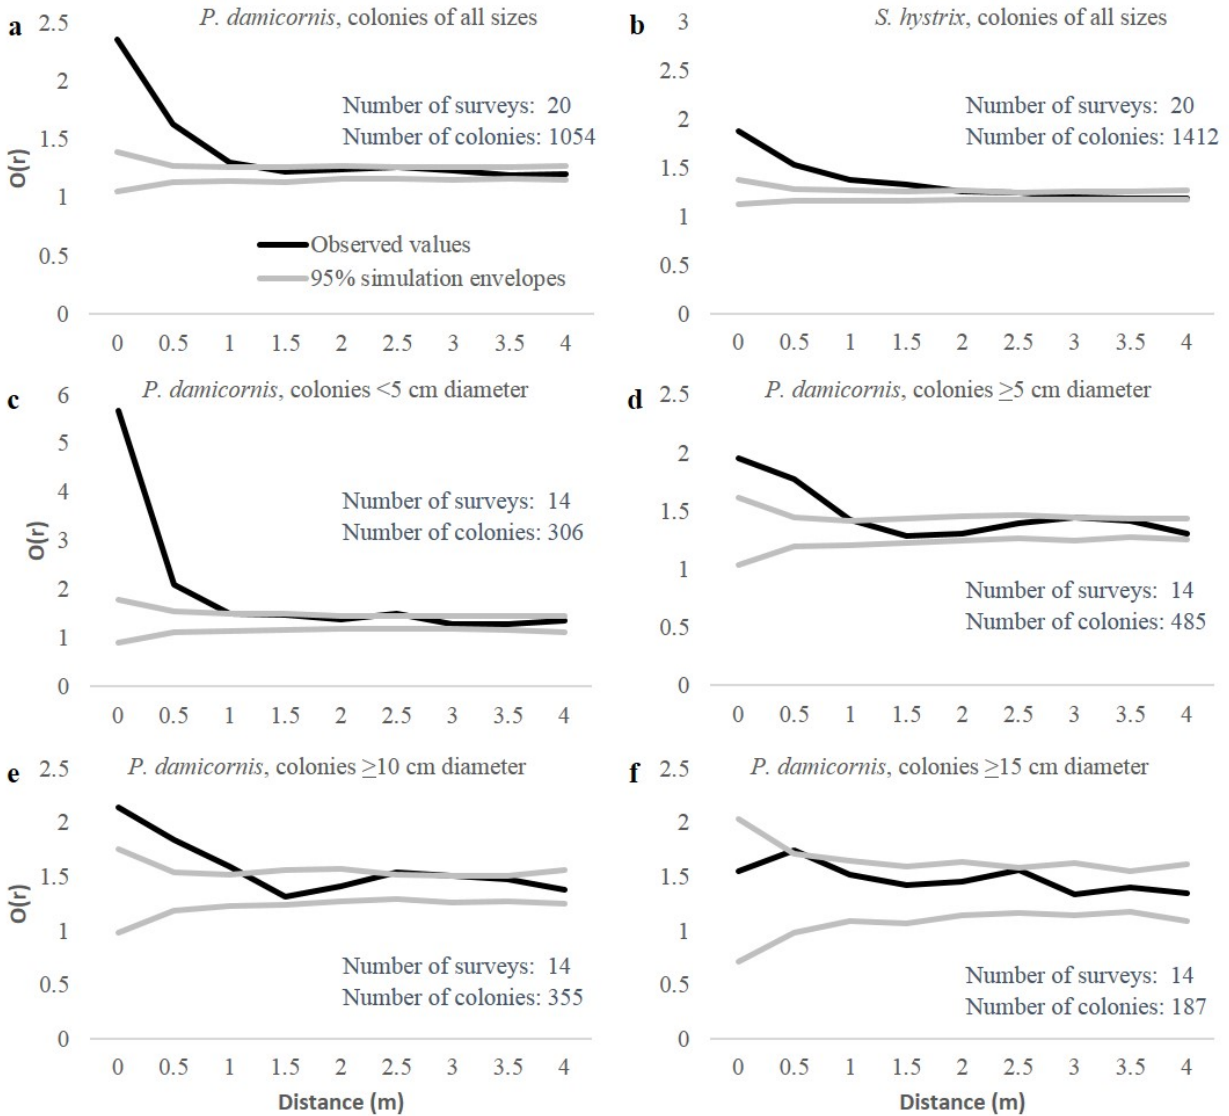 a
P. damicornis, colonies of all sizes
2.5
2
1.5
1
0.5
0
O(r)
Number of surveys: 20
Number of colonies: 1054
Observed values
95% simulation envelopes
0 0.5 1 1.5 2 2.5 3 3.5 4
b
S. hystrix, colonies of all sizes
3
2.5
2
1.5
1
0.5
0
Number of surveys: 20
Number of colonies: 1412
0 0.5 1 1.5 2 2.5 3 3.5 4
c
P. damicornis, colonies <5 cm diameter
6
5
4
3
2
1
0
O(r)
Number of surveys: 14
Number of colonies: 306
0 0.5 1 1.5 2 2.5 3 3.5 4
d
P. damicornis, colonies ≥5 cm diameter
2.5
2
1.5
1
0.5
0
Number of surveys: 14
Number of colonies: 485
0 0.5 1 1.5 2 2.5 3 3.5 4
e
P. damicornis, colonies ≥10 cm diameter
2.5
2
1.5
1
0.5
0
O(r)
Number of surveys: 14
Number of colonies: 355
0 0.5 1 1.5 2 2.5 3 3.5 4
Distance (m)
f
P. damicornis, colonies ≥15 cm diameter
2.5
2
1.5
1
0.5
0
Number of surveys: 14
Number of colonies: 187
0 0.5 1 1.5 2 2.5 3 3.5 4
Distance (m)